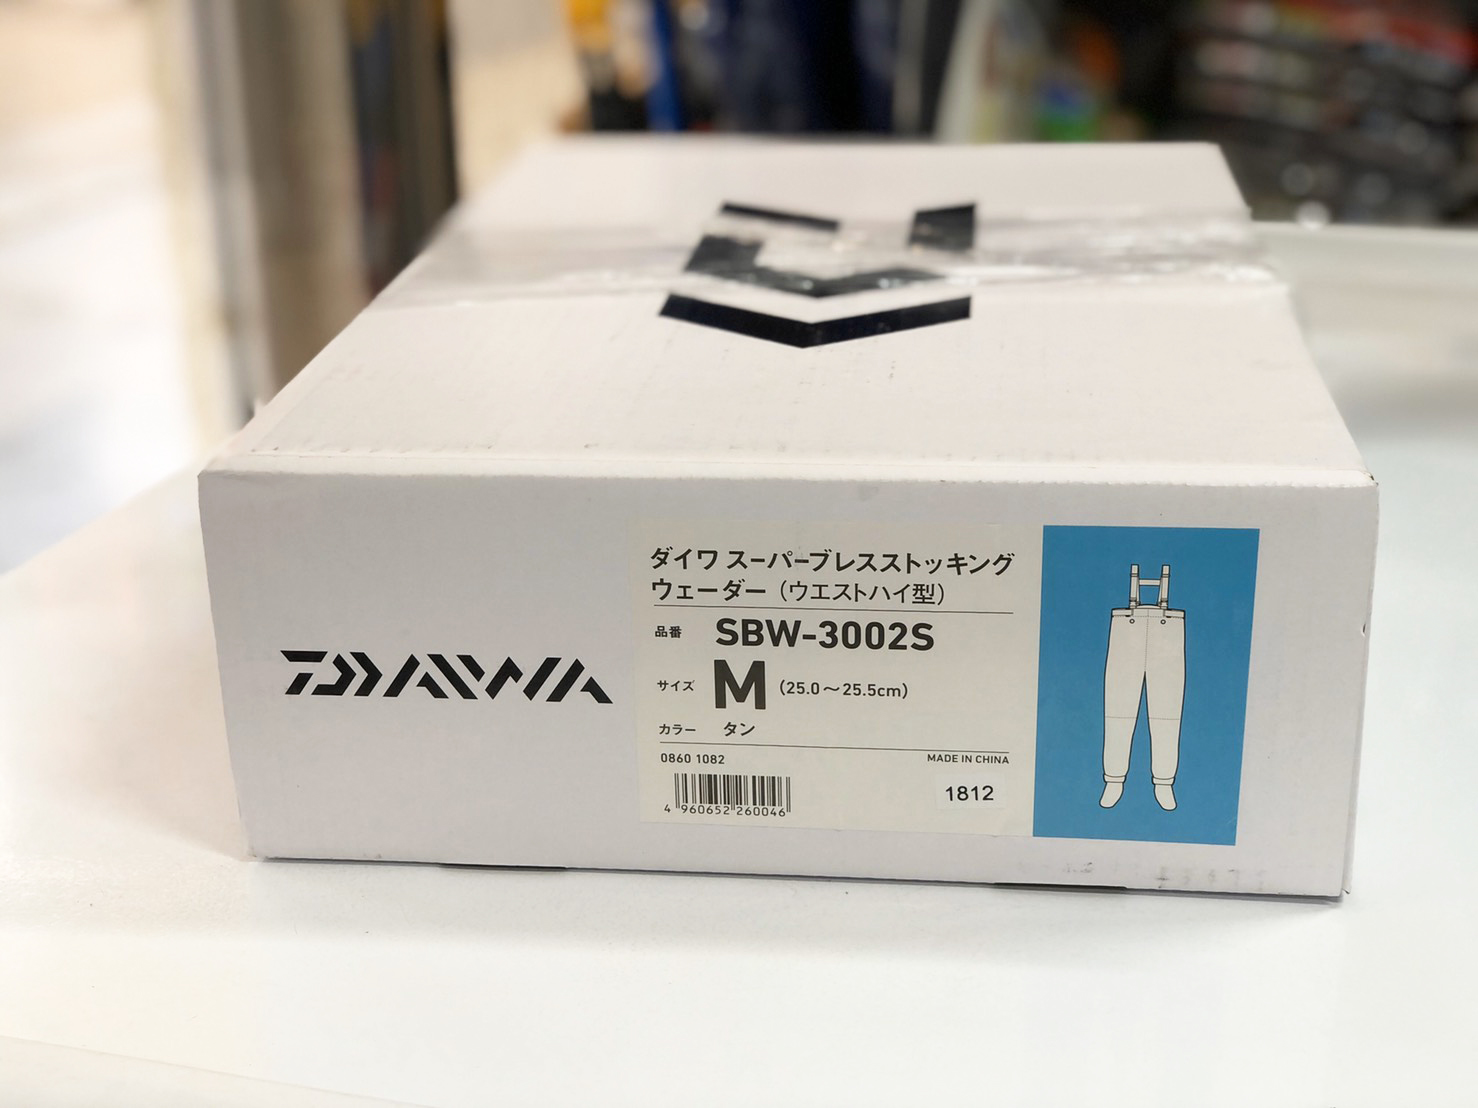 DAIWA
ダイワ スーパーブレスストッキング
ウェーダー（ウエストハイ型）
品番 SBW-3002S
サイズ M （25.0～25.5cm）
カラー タン
0860 1082 MADE IN CHINA
1812
4 960652 260046